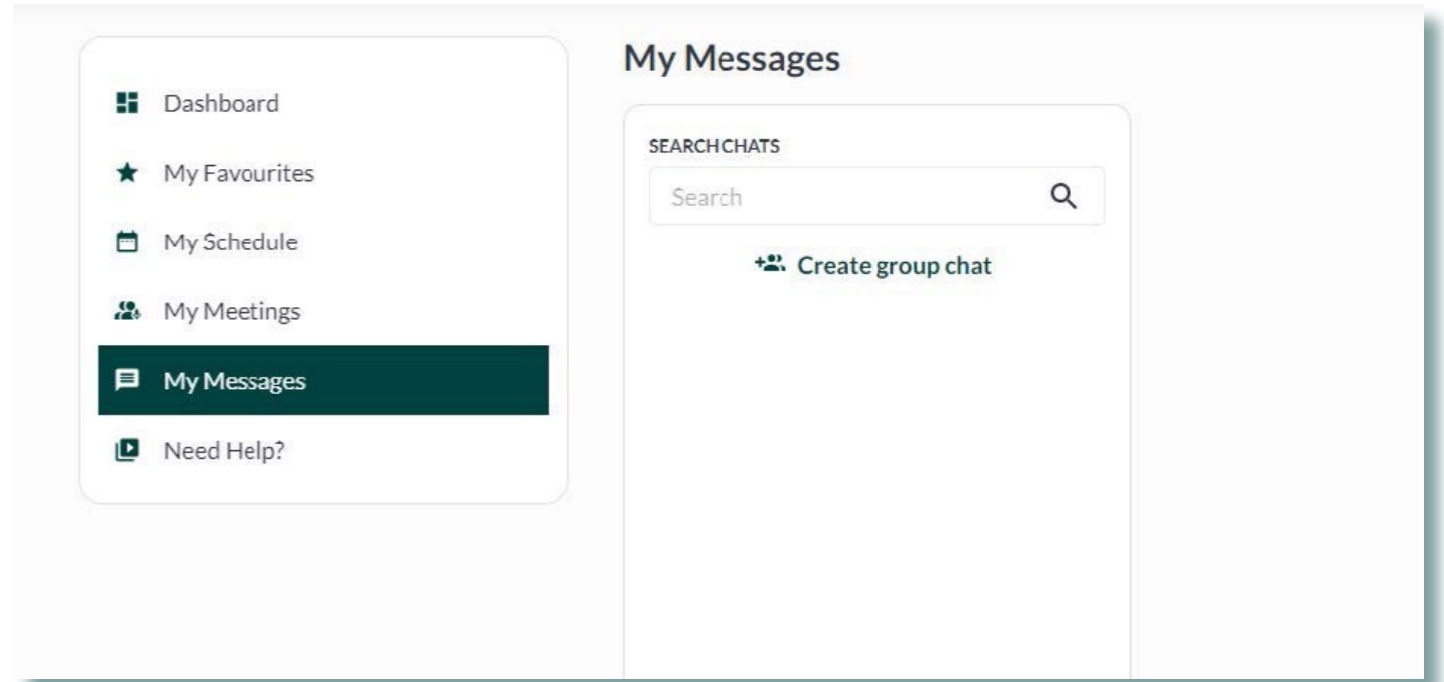 Dashboard
My Favourites
My Schedule
My Meetings
My Messages
Need Help?
My Messages
SEARCH CHATS
Search
Create group chat